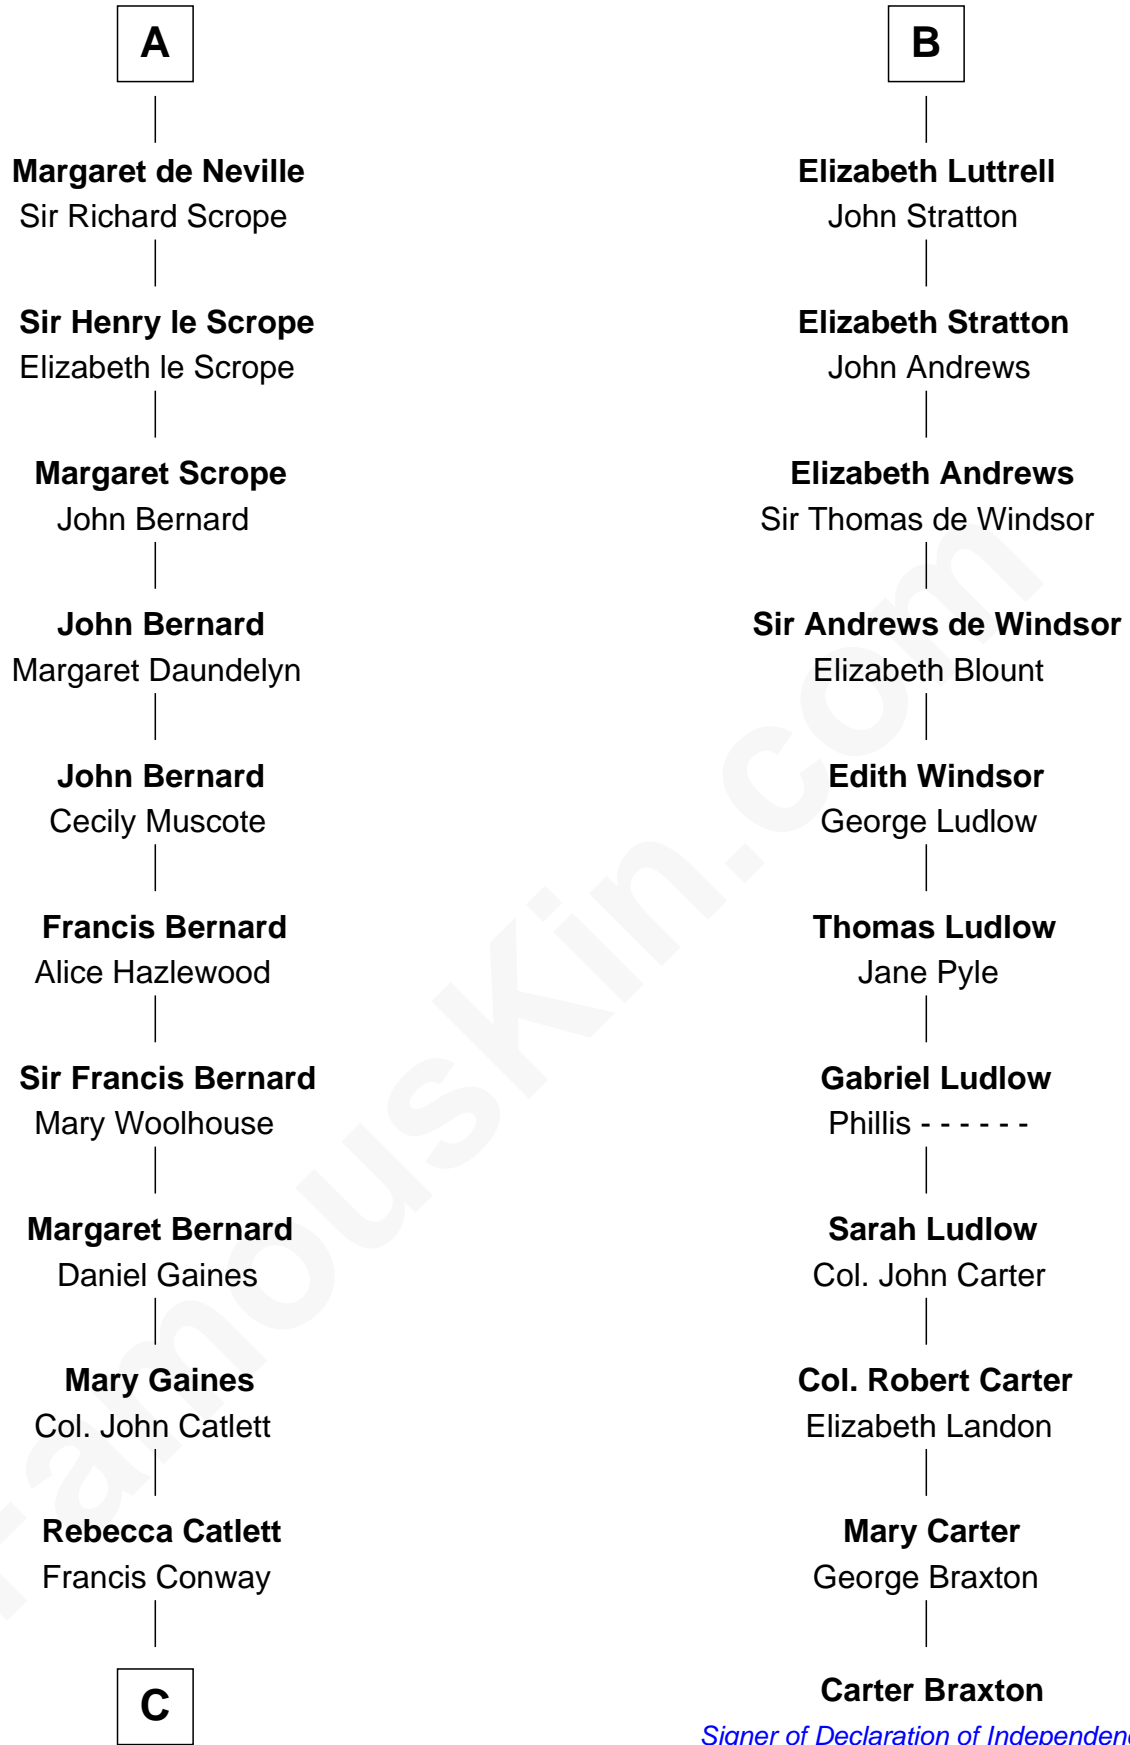 A
Margaret de Neville
Sir Richard Scrope
Sir Henry le Scrope
Elizabeth le Scrope
Margaret Scrope
John Bernard
John Bernard
Margaret Daundelyn
John Bernard
Cecily Muscote
Francis Bernard
Alice Hazlewood
Sir Francis Bernard
Mary Woolhouse
Margaret Bernard
Daniel Gaines
Mary Gaines
Col. John Catlett
Rebecca Catlett
Francis Conway
C
B
Elizabeth Luttrell
John Stratton
Elizabeth Stratton
John Andrews
Elizabeth Andrews
Sir Thomas de Windsor
Sir Andrews de Windsor
Elizabeth Blount
Edith Windsor
George Ludlow
Thomas Ludlow
Jane Pyle
Gabriel Ludlow
Phillis - - - - - -
Sarah Ludlow
Col. John Carter
Col. Robert Carter
Elizabeth Landon
Mary Carter
George Braxton
Carter Braxton
Signer of Declaration of Independenc
FamousKin.com